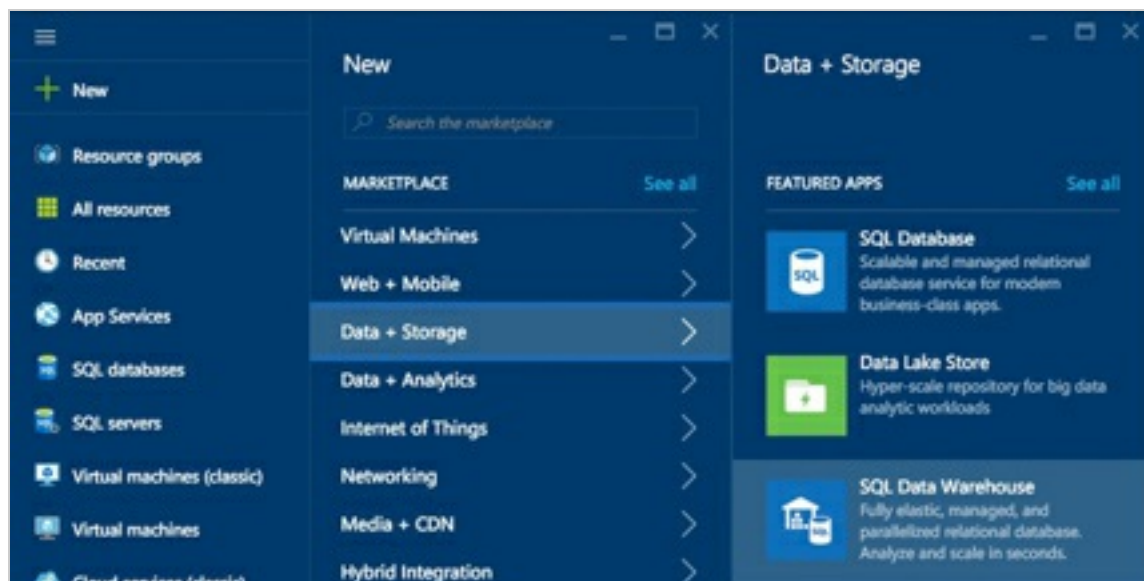 New
Resource groups
All resources
Recent
App Services
SQL databases
SQL servers
Virtual machines (classic)
Virtual machines
Cloud services (classic)
New
Search the marketplace
MARKETPLACE See all
Virtual Machines
Web + Mobile
Data + Storage
Data + Analytics
Internet of Things
Networking
Media + CDN
Hybrid Integration
Data + Storage
FEATURED APPS See all
SQL Database
Scalable and managed relational
database service for modern
business-class apps.
SQL
Data Lake Store
Hyper-scale repository for big data
analytic workloads
SQL Data Warehouse
Fully elastic, managed, and
parallelized relational database.
Analyze and scale in seconds.